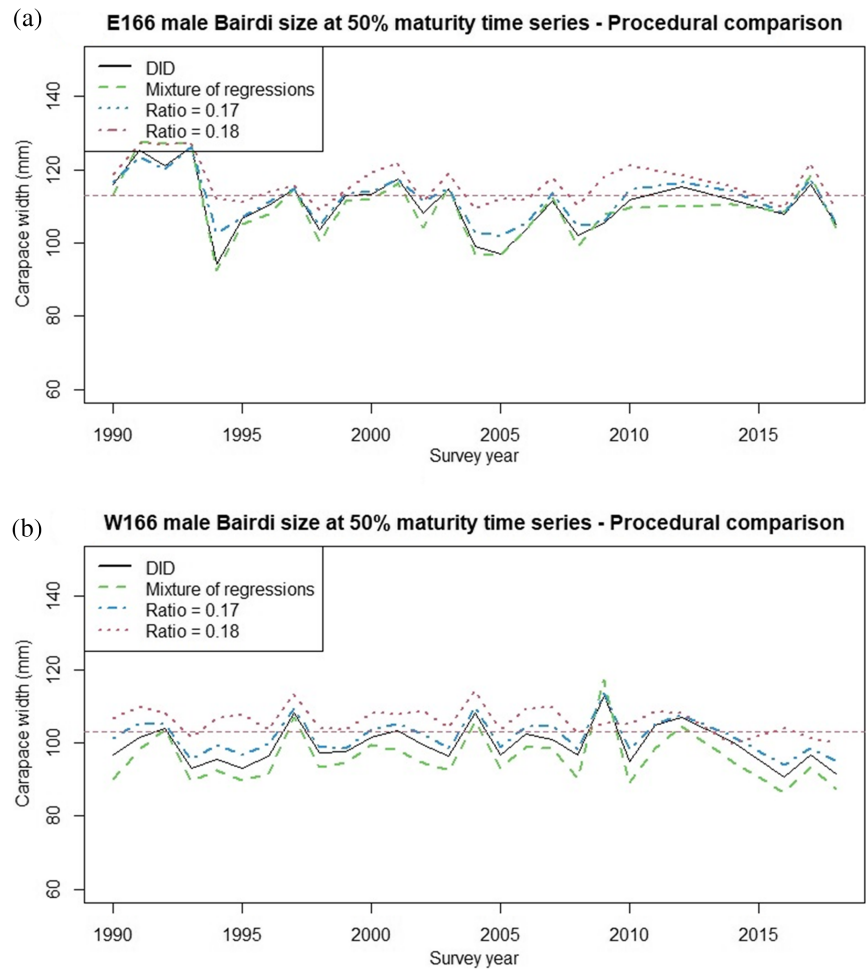 (a)
E166 male Bairdi size at 50% maturity time series - Procedural comparison
DID
Mixture of regressions
Ratio = 0.17
Ratio = 0.18
Carapace width (mm)
140
120
100
80
60
1990 1995 2000 2005 2010 2015
Survey year
(b)
W166 male Bairdi size at 50% maturity time series - Procedural comparison
DID
Mixture of regressions
Ratio = 0.17
Ratio = 0.18
Carapace width (mm)
140
120
100
80
60
1990 1995 2000 2005 2010 2015
Survey year